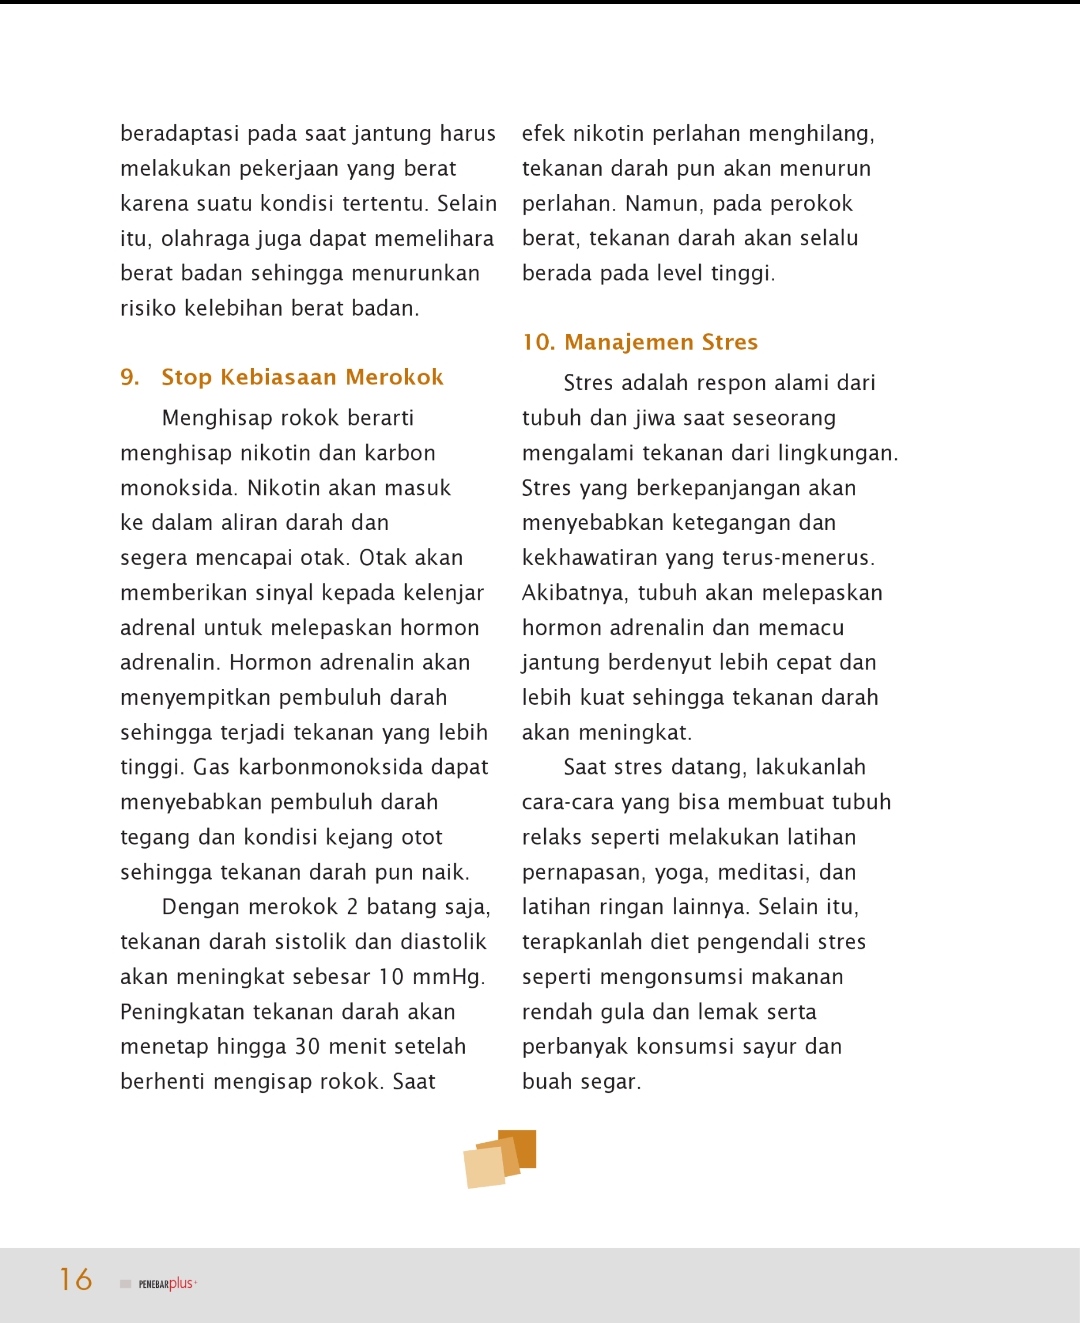 beradaptasi pada saat jantung harus
melakukan pekerjaan yang berat
karena suatu kondisi tertentu. Selain
itu, olahraga juga dapat memelihara
berat badan sehingga menurunkan
risiko kelebihan berat badan.
9. Stop Kebiasaan Merokok
Menghisap rokok berarti
menghisap nikotin dan karbon
monoksida. Nikotin akan masuk
ke dalam aliran darah dan
segera mencapai otak. Otak akan
memberikan sinyal kepada kelenjar
adrenal untuk melepaskan hormon
adrenalin. Hormon adrenalin akan
menyempitkan pembuluh darah
sehingga terjadi tekanan yang lebih
tinggi. Gas karbonmonoksida dapat
menyebabkan pembuluh darah
tegang dan kondisi kejang otot
sehingga tekanan darah pun naik.
Dengan merokok 2 batang saja,
tekanan darah sistolik dan diastolik
akan meningkat sebesar 10 mmHg.
Peningkatan tekanan darah akan
menetap hingga 30 menit setelah
berhenti mengisap rokok. Saat
efek nikotin perlahan menghilang,
tekanan darah pun akan menurun
perlahan. Namun, pada perokok
berat, tekanan darah akan selalu
berada pada level tinggi.
10. Manajemen Stres
Stres adalah respon alami dari
tubuh dan jiwa saat seseorang
mengalami tekanan dari lingkungan.
Stres yang berkepanjangan akan
menyebabkan ketegangan dan
kekhawatiran yang terus-menerus.
Akibatnya, tubuh akan melepaskan
hormon adrenalin dan memacu
jantung berdenyut lebih cepat dan
lebih kuat sehingga tekanan darah
akan meningkat.
Saat stres datang, lakukanlah
cara-cara yang bisa membuat tubuh
relaks seperti melakukan latihan
pernapasan, yoga, meditasi, dan
latihan ringan lainnya. Selain itu,
terapkanlah diet pengendali stres
seperti mengonsumsi makanan
rendah gula dan lemak serta
perbanyak konsumsi sayur dan
buah segar.
16 PENEBARplus+